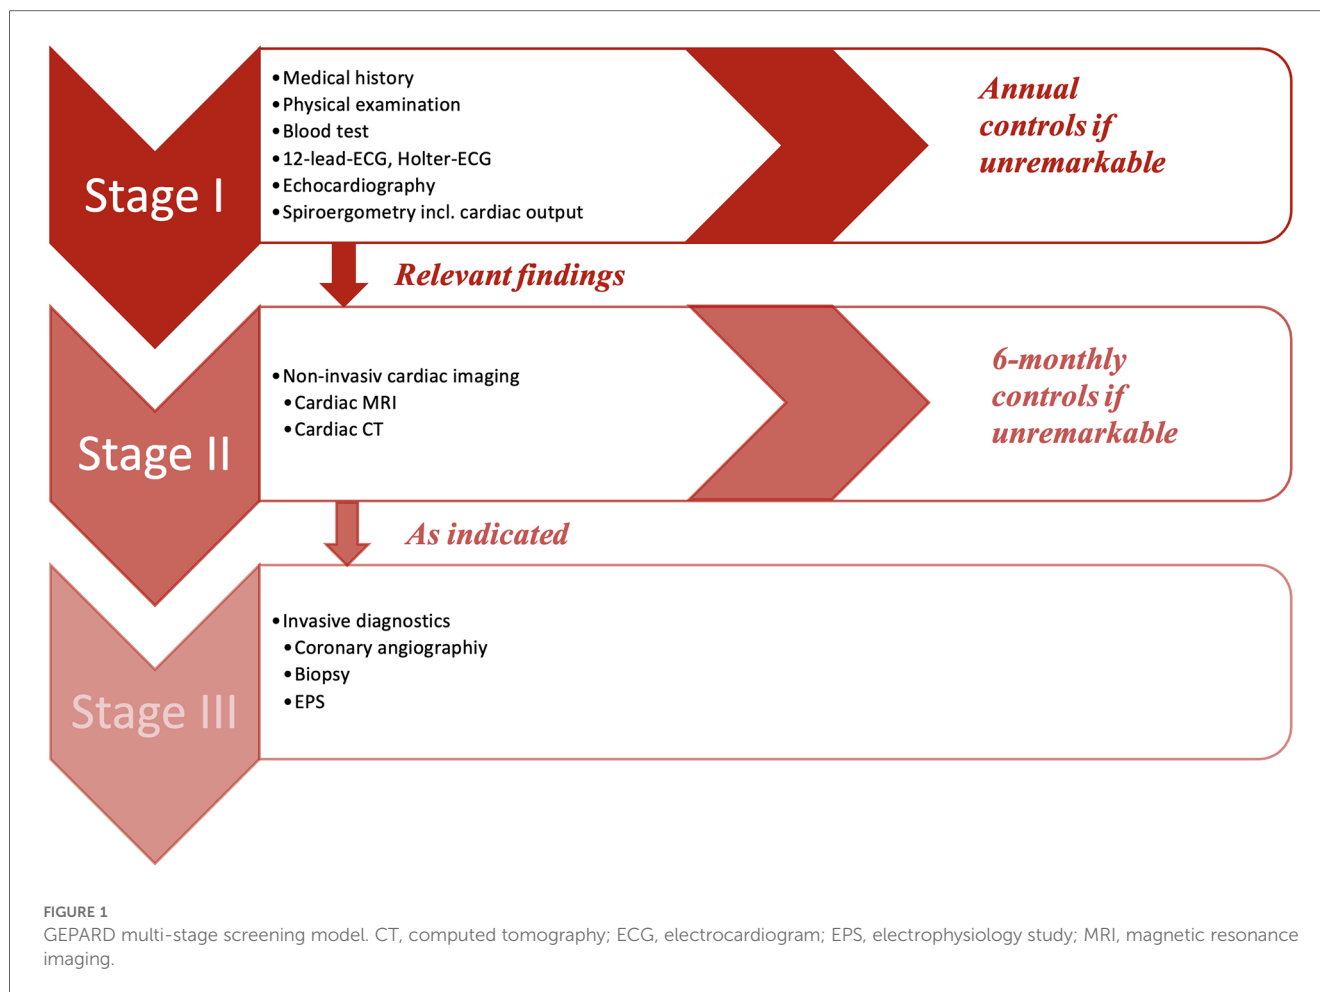 Stage I
•Medical history
•Physical examination
•Blood test
•12-lead-ECG, Holter-ECG
•Echocardiography
•Spiroergometry incl. cardiac output
Annual
controls if
unremarkable
Relevant findings
Stage II
•Non-invasiv cardiac imaging
•Cardiac MRI
•Cardiac CT
6-monthly
controls if
unremarkable
As indicated
Stage III
•Invasive diagnostics
•Coronary angiographiy
•Biopsy
•EPS
FIGURE 1
GEPARD multi-stage screening model. CT, computed tomography; ECG, electrocardiogram; EPS, electrophysiology study; MRI, magnetic resonance
imaging.